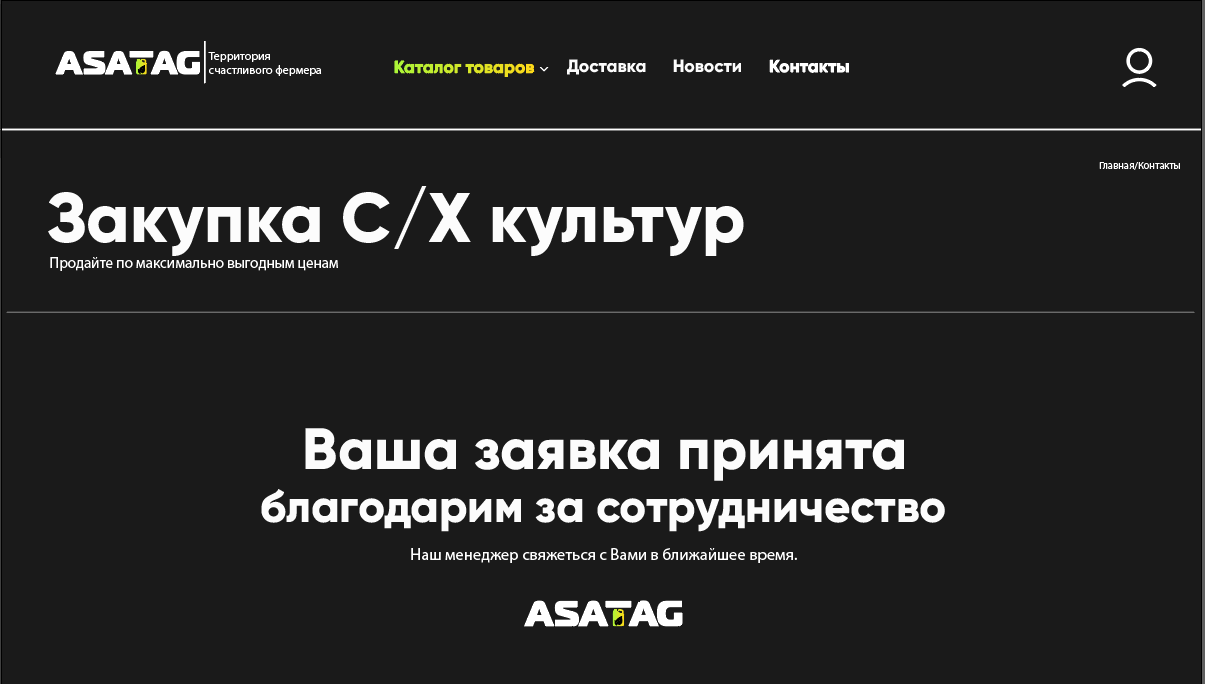 ASATAG
Территория
счастливого фермера
Каталог товаров
Доставка
Новости
Контакты
Главная/Контакты
Закупка С/Х культур
Продайте по максимально выгодным ценам
Ваша заявка принята
благодарим за сотрудничество
Наш менеджер свяжеться с Вами в ближайшее время.
ASATAG